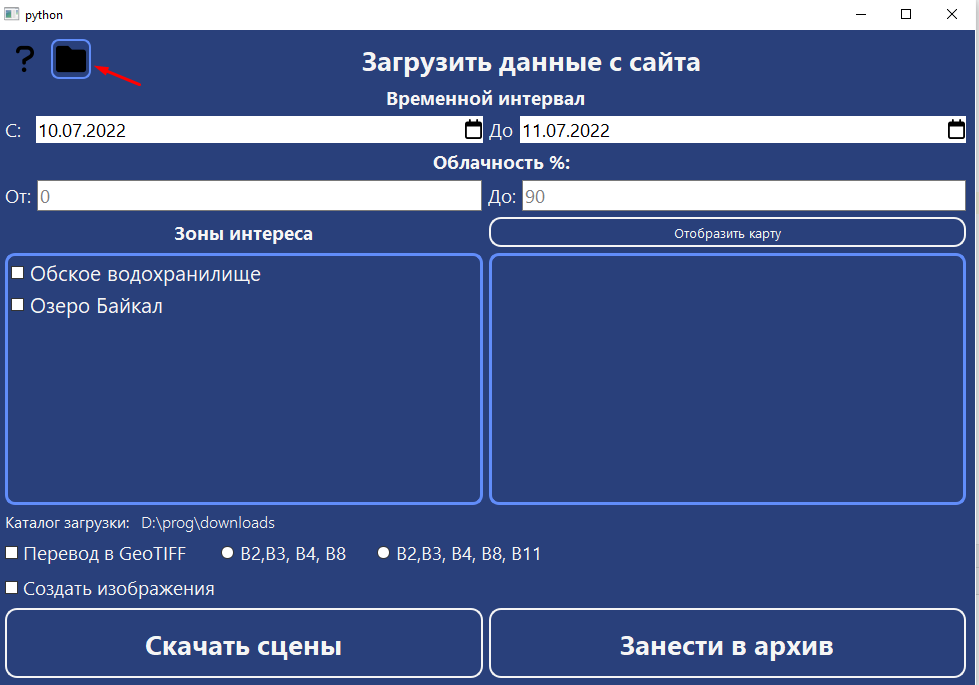 python
? Загрузить данные с сайта
Временной интервал
С: 10.07.2022 До 11.07.2022
Облачность %:
От: 0 До: 90
Зоны интереса Отобразить карту
Обское водохранилище
Озеро Байкал
Каталог загрузки: D:\prog\downloads
Перевод в GeoTIFF B2,B3, B4, B8 B2,B3, B4, B8, B11
Создать изображения
Скачать сцены Занести в архив